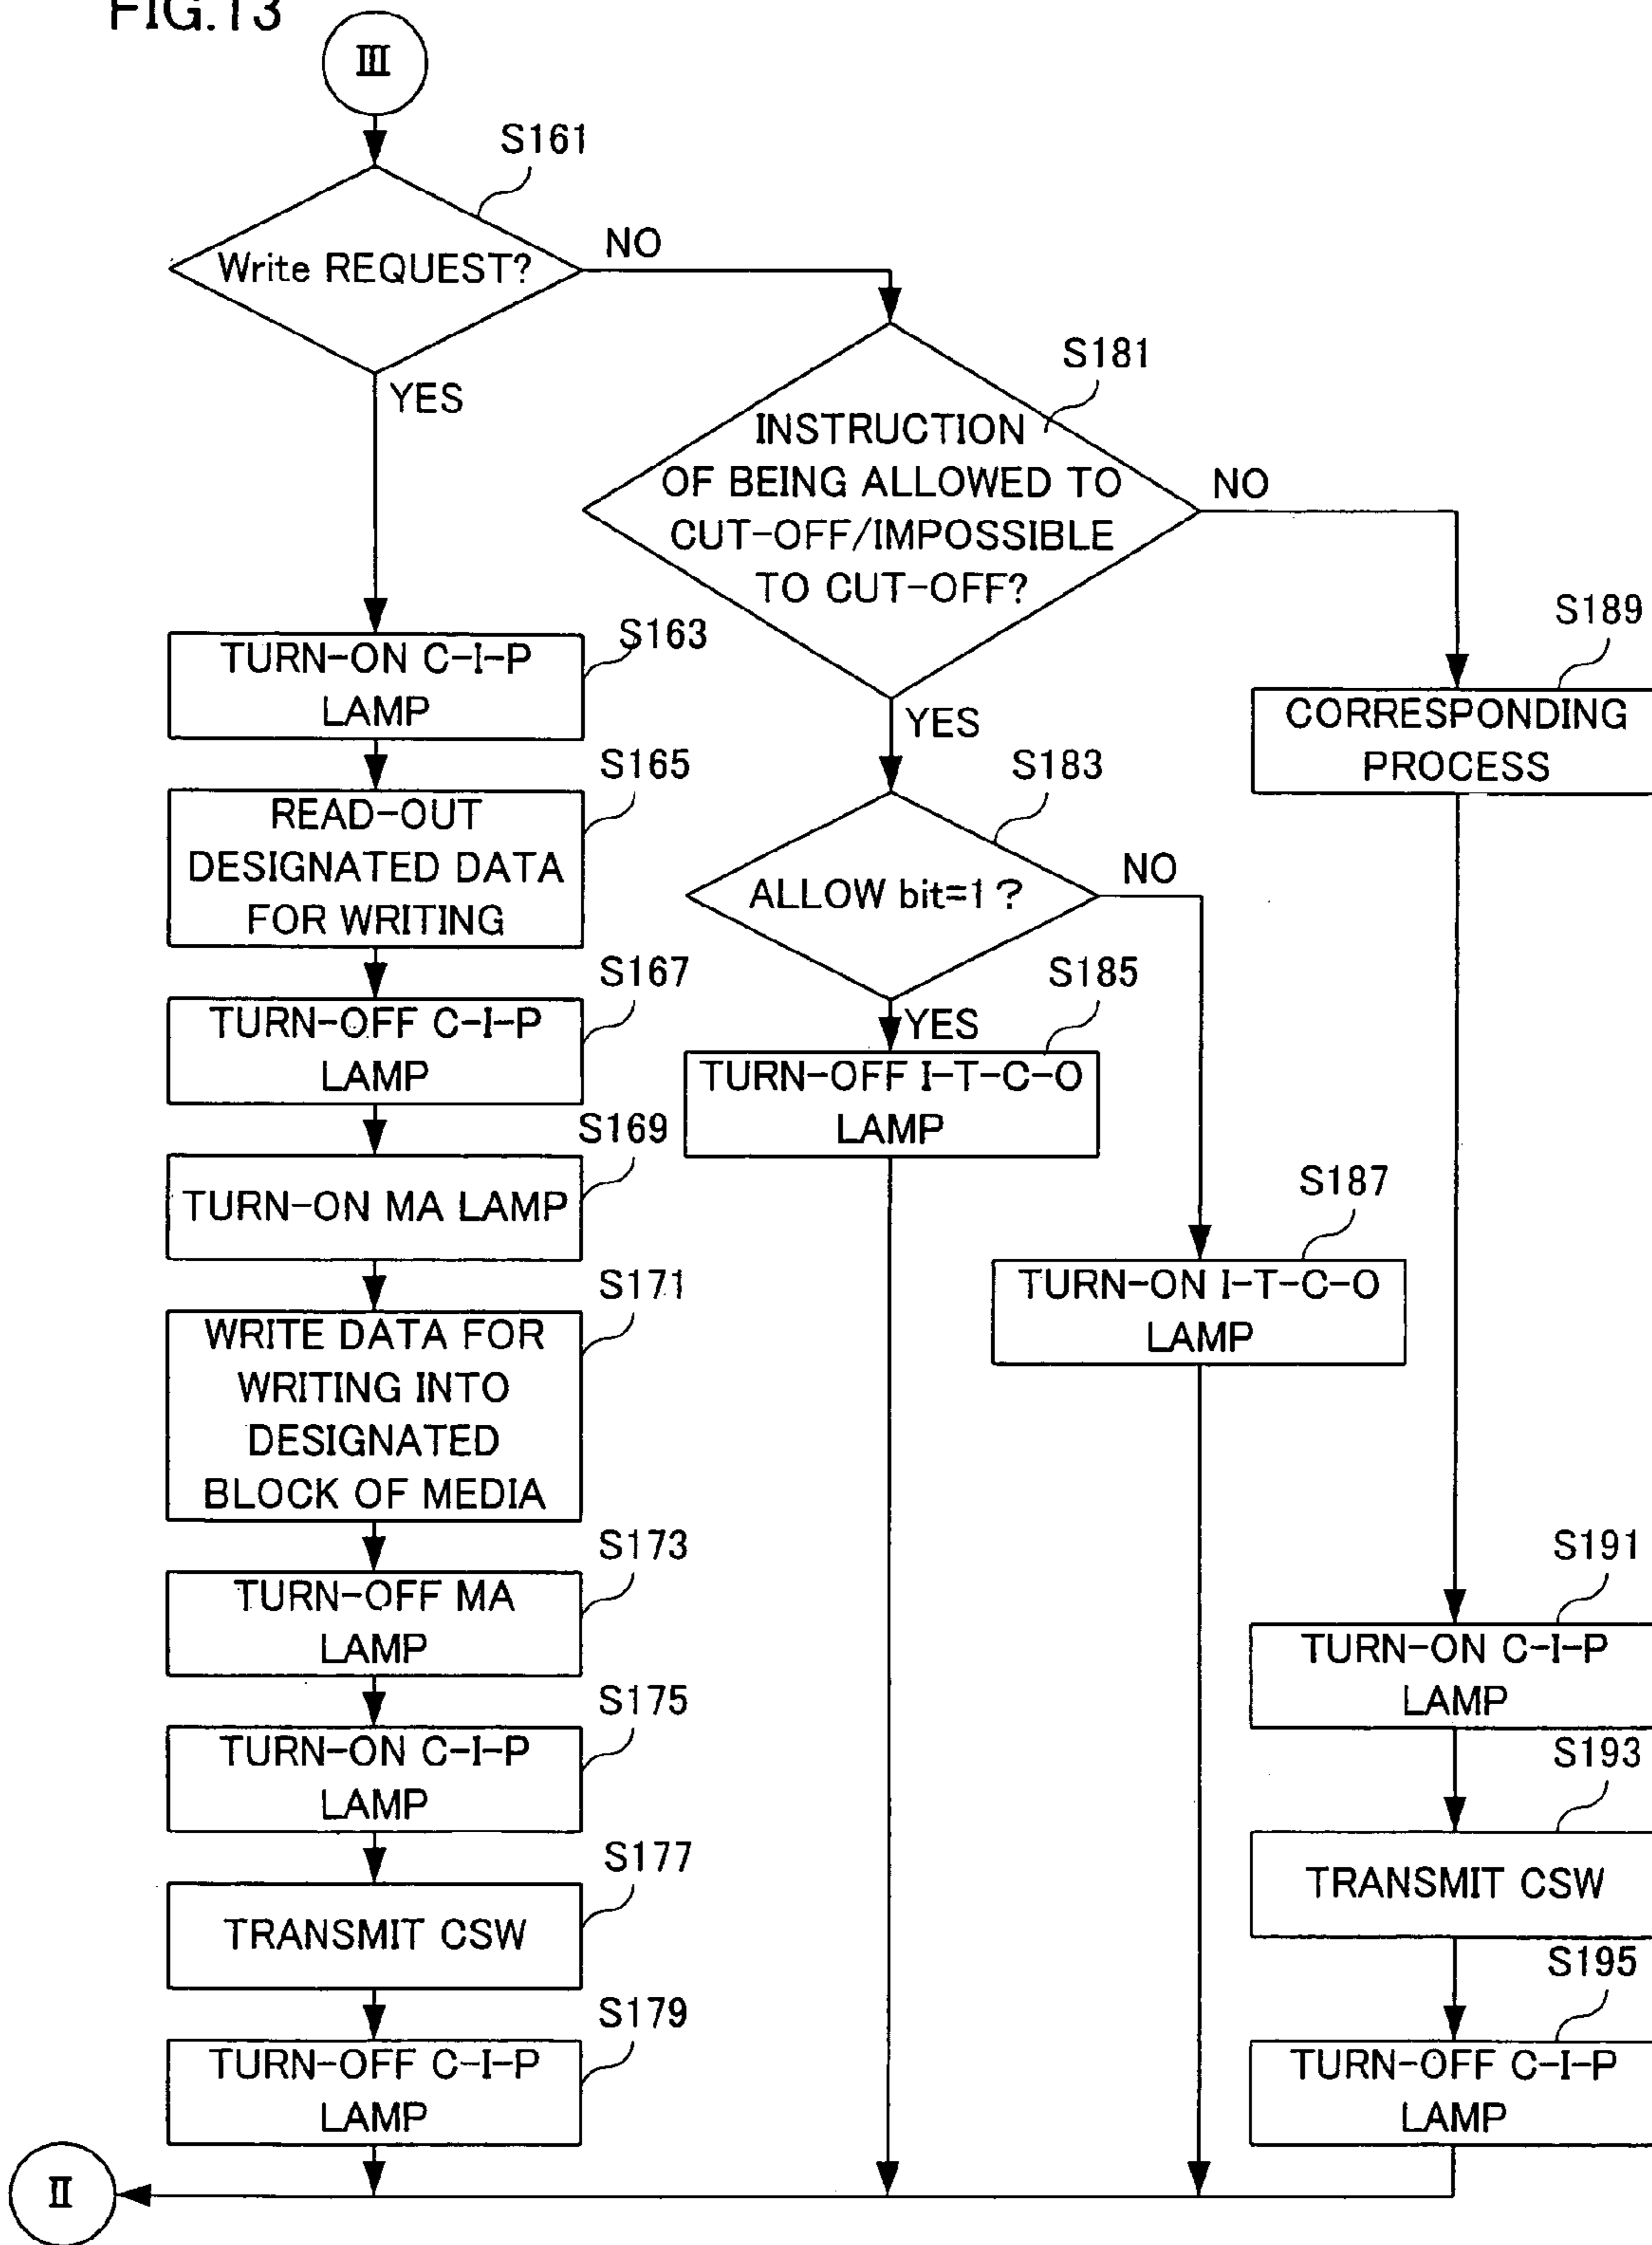 FIG.13
III
S161
Write REQUEST?
NO
YES
S181
INSTRUCTION
OF BEING ALLOWED TO
CUT-OFF/IMPOSSIBLE
TO CUT-OFF?
NO
YES
S163
TURN-ON C-I-P
LAMP
S189
CORRESPONDING
PROCESS
S165
READ-OUT
DESIGNATED DATA
FOR WRITING
S183
ALLOW bit=1?
NO
YES
S167
TURN-OFF C-I-P
LAMP
S185
TURN-OFF I-T-C-O
LAMP
S169
TURN-ON MA LAMP
S187
TURN-ON I-T-C-O
LAMP
S171
WRITE DATA FOR
WRITING INTO
DESIGNATED
BLOCK OF MEDIA
S173
TURN-OFF MA
LAMP
S191
TURN-ON C-I-P
LAMP
S175
TURN-ON C-I-P
LAMP
S193
TRANSMIT CSW
S177
TRANSMIT CSW
S195
TURN-OFF C-I-P
LAMP
S179
TURN-OFF C-I-P
LAMP
II